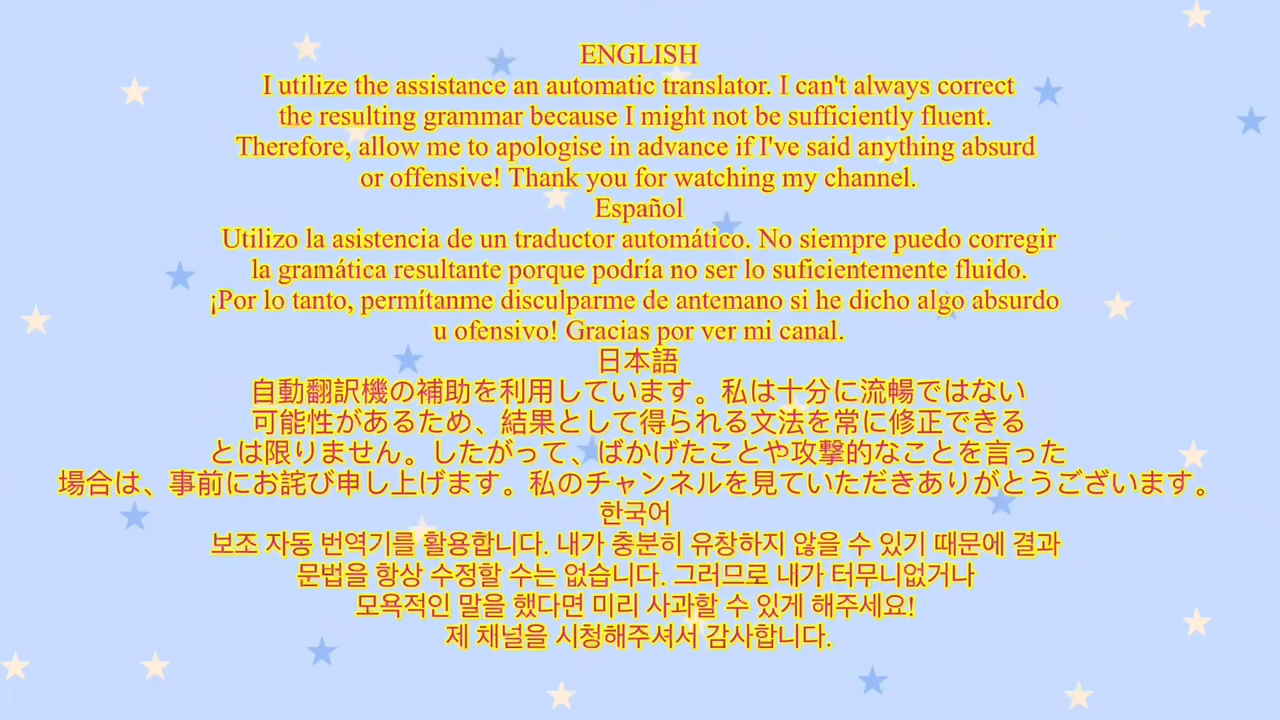 ENGLISH
I utilize the assistance an automatic translator. I can't always correct
the resulting grammar because I might not be sufficiently fluent.
Therefore, allow me to apologise in advance if I've said anything absurd
or offensive! Thank you for watching my channel.
Español
Utilizo la asistencia de un traductor automático. No siempre puedo corregir
la gramática resultante porque podría no ser lo suficientemente fluido.
¡Por lo tanto, permítanme disculparme de antemano si he dicho algo absurdo
u ofensivo! Gracias por ver mi canal.
日本語
自動翻訳機の補助を利用しています。私は十分に流暢ではない
可能性があるため、結果として得られる文法を常に修正できる
とは限りません。したがって、ばかげたことや攻撃的なことを言った
場合は、事前にお詫び申し上げます。私のチャンネルを見ていただきありがとうございます。
한국어
보조 자동 번역기를 활용합니다. 내가 충분히 유창하지 않을 수 있기 때문에 결과
문법을 항상 수정할 수는 없습니다. 그러므로 내가 터무니없거나
모욕적인 말을 했다면 미리 사과할 수 있게 해주세요!
제 채널을 시청해주셔서 감사합니다.